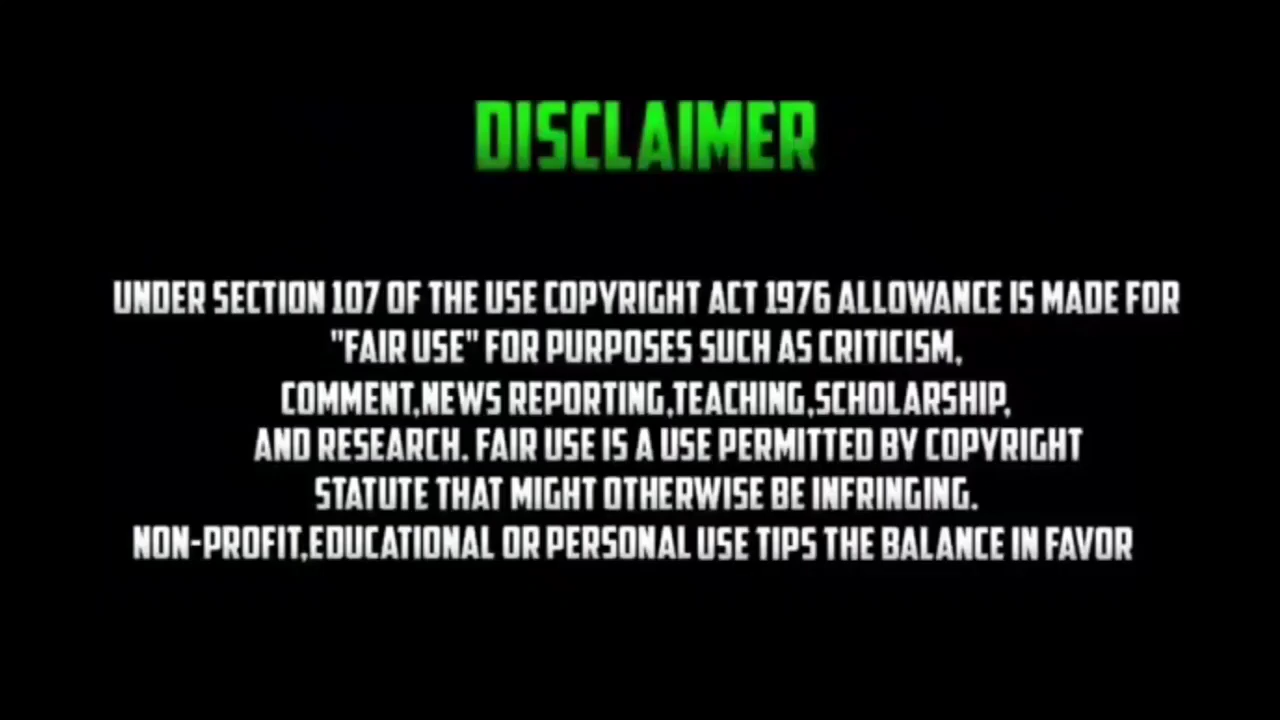 DISCLAIMER
UNDER SECTION 107 OF THE USE COPYRIGHT ACT 1976 ALLOWANCE IS MADE FOR
"FAIR USE" FOR PURPOSES SUCH AS CRITICISM,
COMMENT,NEWS REPORTING,TEACHING,SCHOLARSHIP,
AND RESEARCH. FAIR USE IS A USE PERMITTED BY COPYRIGHT
STATUTE THAT MIGHT OTHERWISE BE INFRINGING.
NON-PROFIT,EDUCATIONAL OR PERSONAL USE TIPS THE BALANCE IN FAVOR